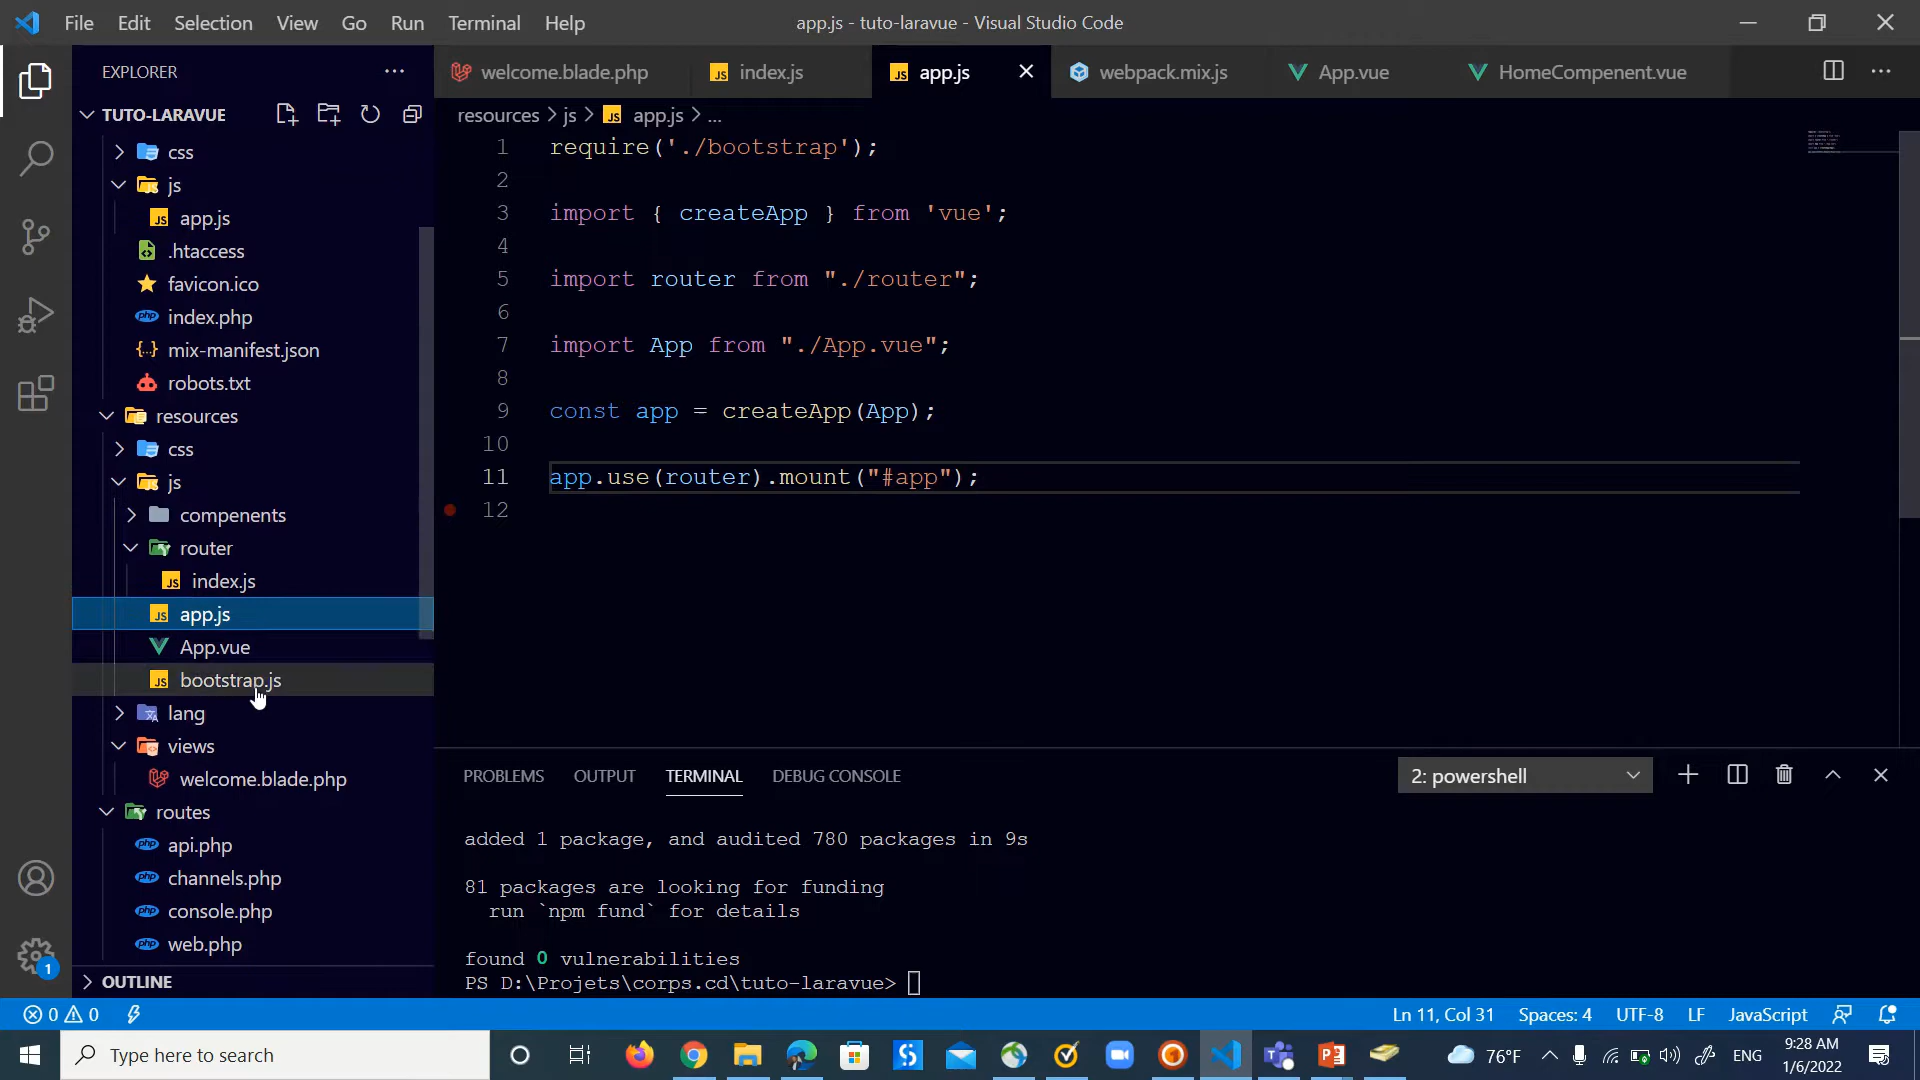 File Edit Selection View Go Run Terminal Help
app.js - tuto-laravue - Visual Studio Code
EXPLORER
TUTO-LARAVUE
css
js
app.js
.htaccess
favicon.ico
index.php
mix-manifest.json
robots.txt
resources
css
js
compenents
router
index.js
app.js
App.vue
bootstrap.js
lang
views
welcome.blade.php
routes
api.php
channels.php
console.php
web.php
OUTLINE
welcome.blade.php index.js app.js webpack.mix.js App.vue HomeCompenent.vue
resources > js > app.js > ...
1 require('./bootstrap');
2
3 import { createApp } from 'vue';
4
5 import router from "./router";
6
7 import App from "./App.vue";
8
9 const app = createApp(App);
10
11 app.use(router).mount("#app");
12
PROBLEMS OUTPUT TERMINAL DEBUG CONSOLE
2: powershell
added 1 package, and audited 780 packages in 9s
81 packages are looking for funding
run `npm fund` for details
found 0 vulnerabilities
PS D:\Projets\corps.cd\tuto-laravue>
1
0 0
Ln 11, Col 31 Spaces: 4 UTF-8 LF JavaScript
Type here to search
76°F ENG
9:28 AM
1/6/2022